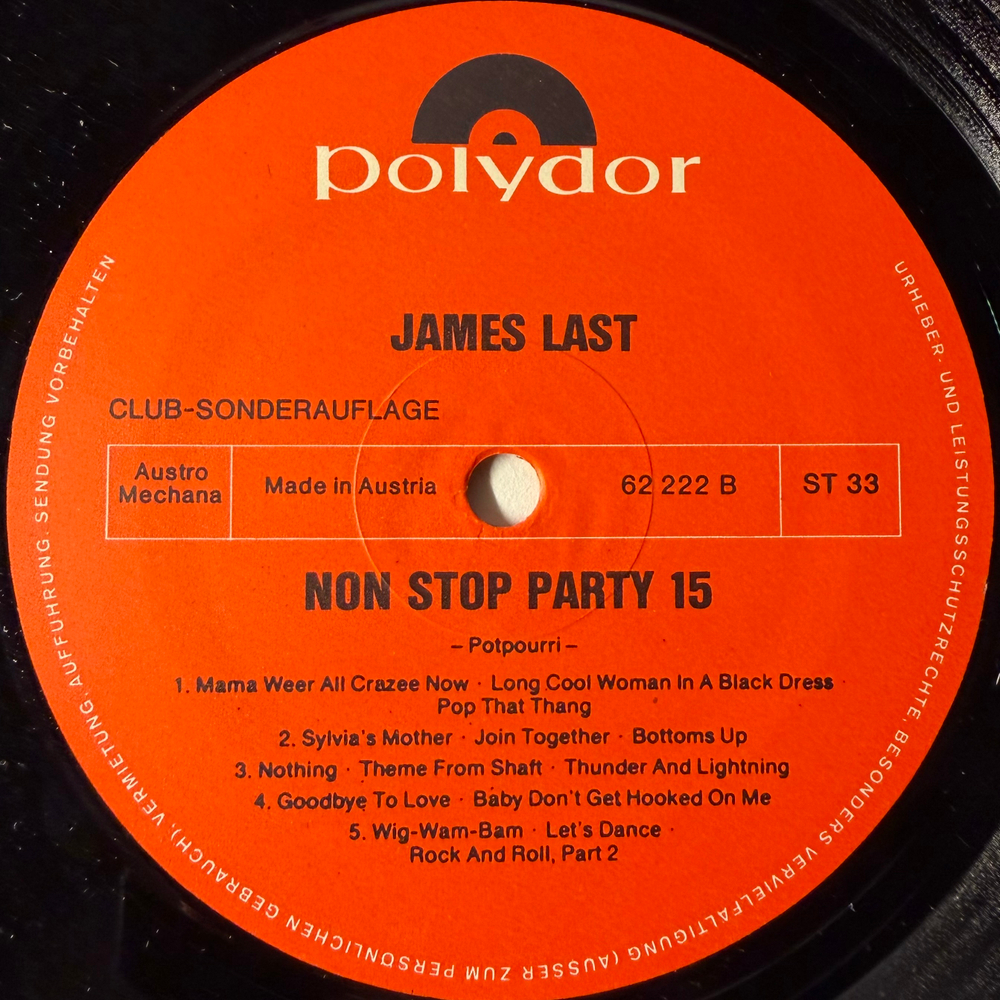 polydor
JAMES LAST
CLUB-SONDERAUFLAGE
Austro
Mechana
Made in Austria
62 222 B
ST 33
NON STOP PARTY 15
– Potpourri –
1. Mama Weer All Crazee Now · Long Cool Woman In A Black Dress ·
Pop That Thang
2. Sylvia's Mother · Join Together · Bottoms Up
3. Nothing · Theme From Shaft · Thunder And Lightning
4. Goodbye To Love · Baby Don't Get Hooked On Me
5. Wig-Wam-Bam · Let's Dance ·
Rock And Roll, Part 2
URHEBER- UND LEISTUNGSSCHUTZRECHTE, BESONDERS VERVIELFÄLTIGUNG (AUSSER ZUM PERSÖNLICHEN GEBRAUCH), VERMIETUNG, AUFFÜHRUNG, SENDUNG VORBEHALTEN